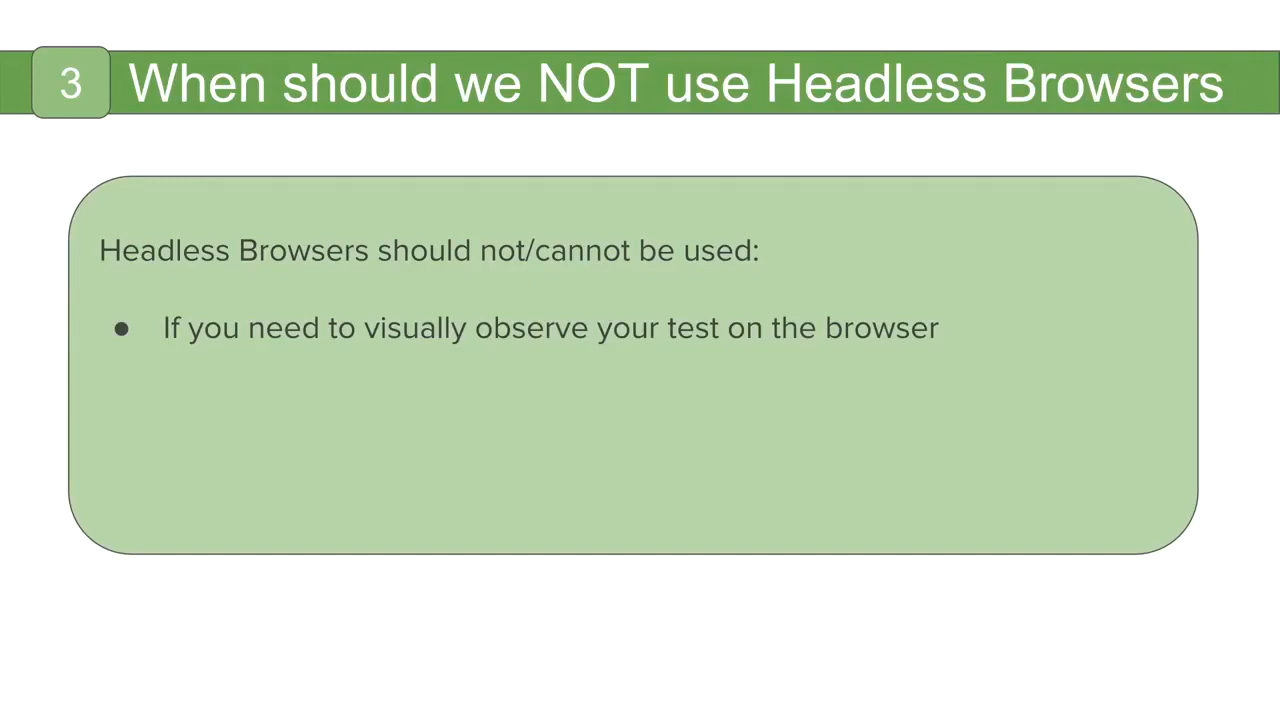 3 When should we NOT use Headless Browsers
Headless Browsers should not/cannot be used:
● If you need to visually observe your test on the browser